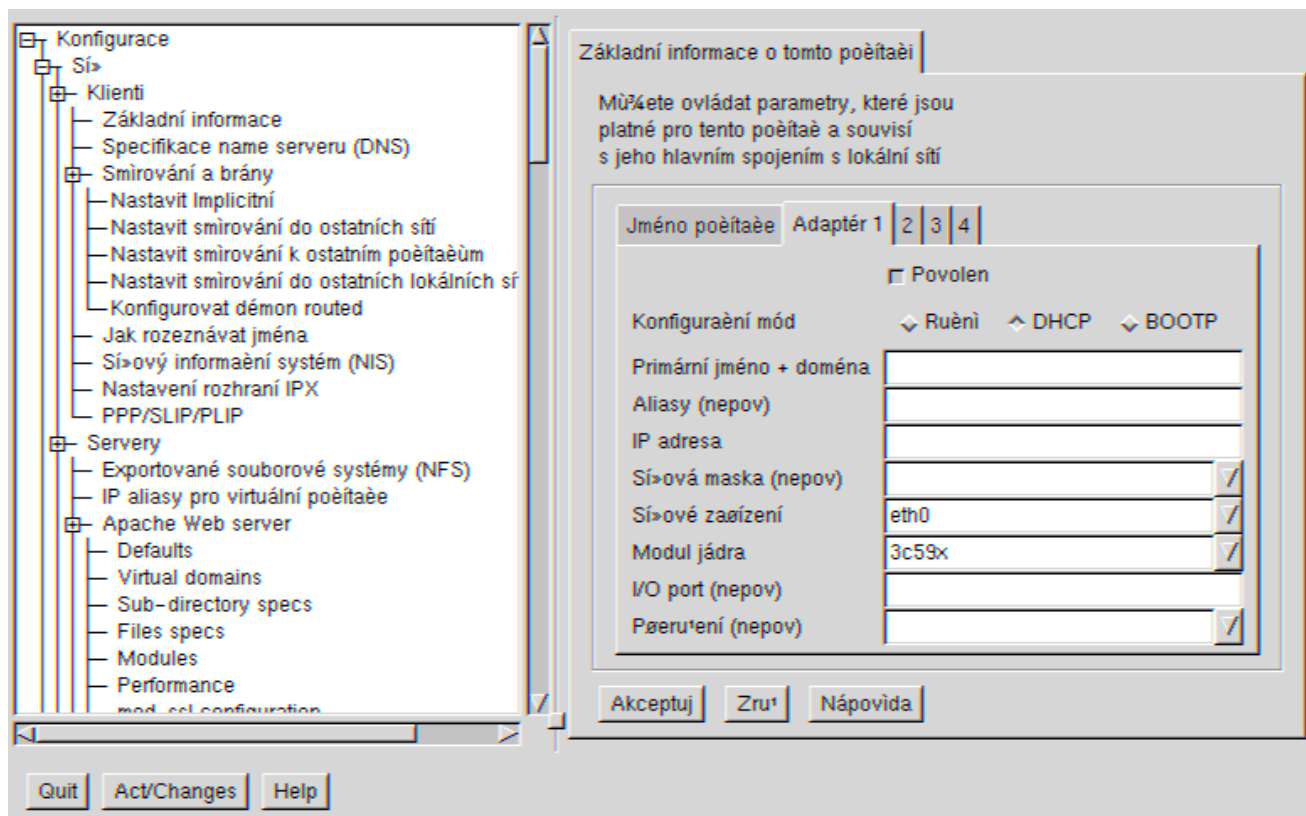 Konfigurace
Sí»
Klienti
Základní informace
Specifikace name serveru (DNS)
Smìrování a brány
Nastavit Implicitní
Nastavit smìrování do ostatních sítí
Nastavit smìrování k ostatním poèítaèùm
Nastavit smìrování do ostatních lokálních sí
Konfigurovat démon routed
Jak rozeznávat jména
Sí»ový informaèní systém (NIS)
Nastavení rozhraní IPX
PPP/SLIP/PLIP
Servery
Exportované souborové systémy (NFS)
IP aliasy pro virtuální poèítaèe
Apache Web server
Defaults
Virtual domains
Sub-directory specs
Files specs
Modules
Performance
mod_ssl configuration
Základní informace o tomto poèítaèi
Mù¾ete ovládat parametry, které jsou
platné pro tento poèítaè a souvisí
s jeho hlavním spojením s lokální sítí
Jméno poèítaèe Adaptér 1 2 3 4
Povolen
Konfiguraèní mód Ruènì DHCP BOOTP
Primární jméno + doména
Aliasy (nepov)
IP adresa
Sí»ová maska (nepov)
Sí»ové zaøízení eth0
Modul jádra 3c59x
I/O port (nepov)
Pøeru¹ení (nepov)
Akceptuj Zru¹ Nápovìda
Quit Act/Changes Help